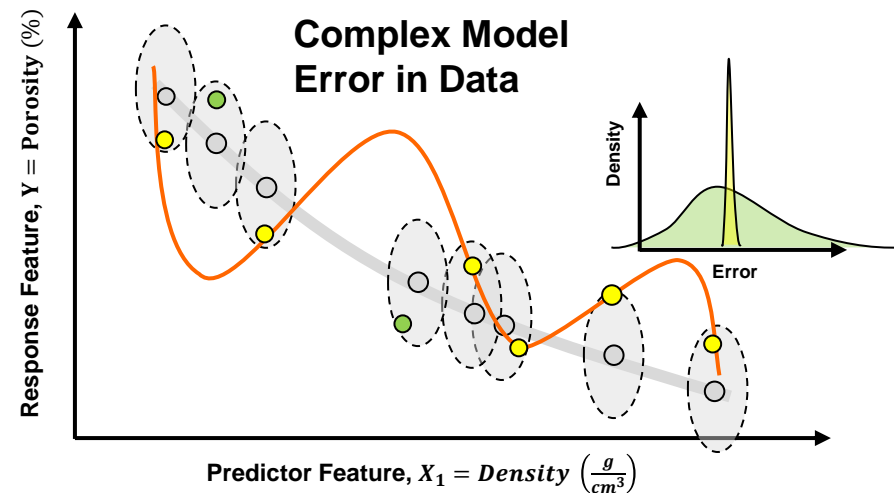 Complex Model
Error in Data
Response Feature, Y = Porosity (%)
Density
Error
Predictor Feature, X₁ = Density (g/cm³)